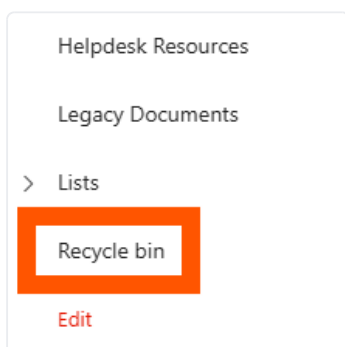 Helpdesk Resources
Legacy Documents
Lists
Recycle bin
Edit